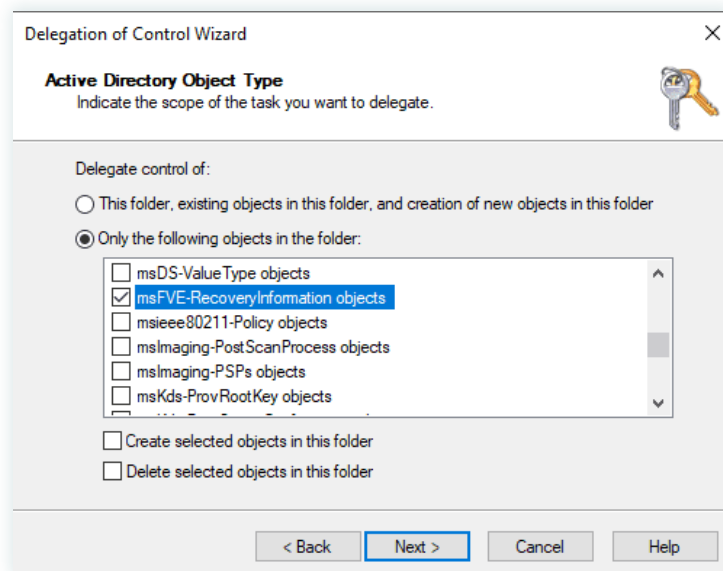 Delegation of Control Wizard
Active Directory Object Type
Indicate the scope of the task you want to delegate.
Delegate control of:
This folder, existing objects in this folder, and creation of new objects in this folder
Only the following objects in the folder:
msDS-ValueType objects
msFVE-RecoveryInformation objects
msieee80211-Policy objects
msImaging-PostScanProcess objects
msImaging-PSPs objects
msKds-ProvRootKey objects
Create selected objects in this folder
Delete selected objects in this folder
< Back
Next >
Cancel
Help